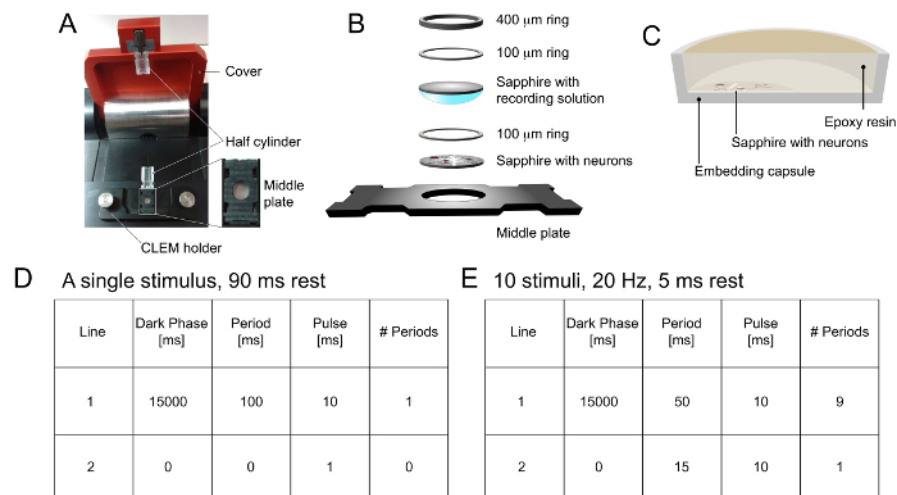 A
Cover
Half cylinder
Middle
plate
CLEM holder
B
400 μm ring
100 μm ring
Sapphire with
recording solution
100 μm ring
Sapphire with neurons
Middle plate
C
Epoxy resin
Sapphire with neurons
Embedding capsule
D A single stimulus, 90 ms rest
Line Dark Phase [ms] Period [ms] Pulse [ms] # Periods
1 15000 100 10 1
2 0 0 1 0
E 10 stimuli, 20 Hz, 5 ms rest
Line Dark Phase [ms] Period [ms] Pulse [ms] # Periods
1 15000 50 10 9
2 0 15 10 1